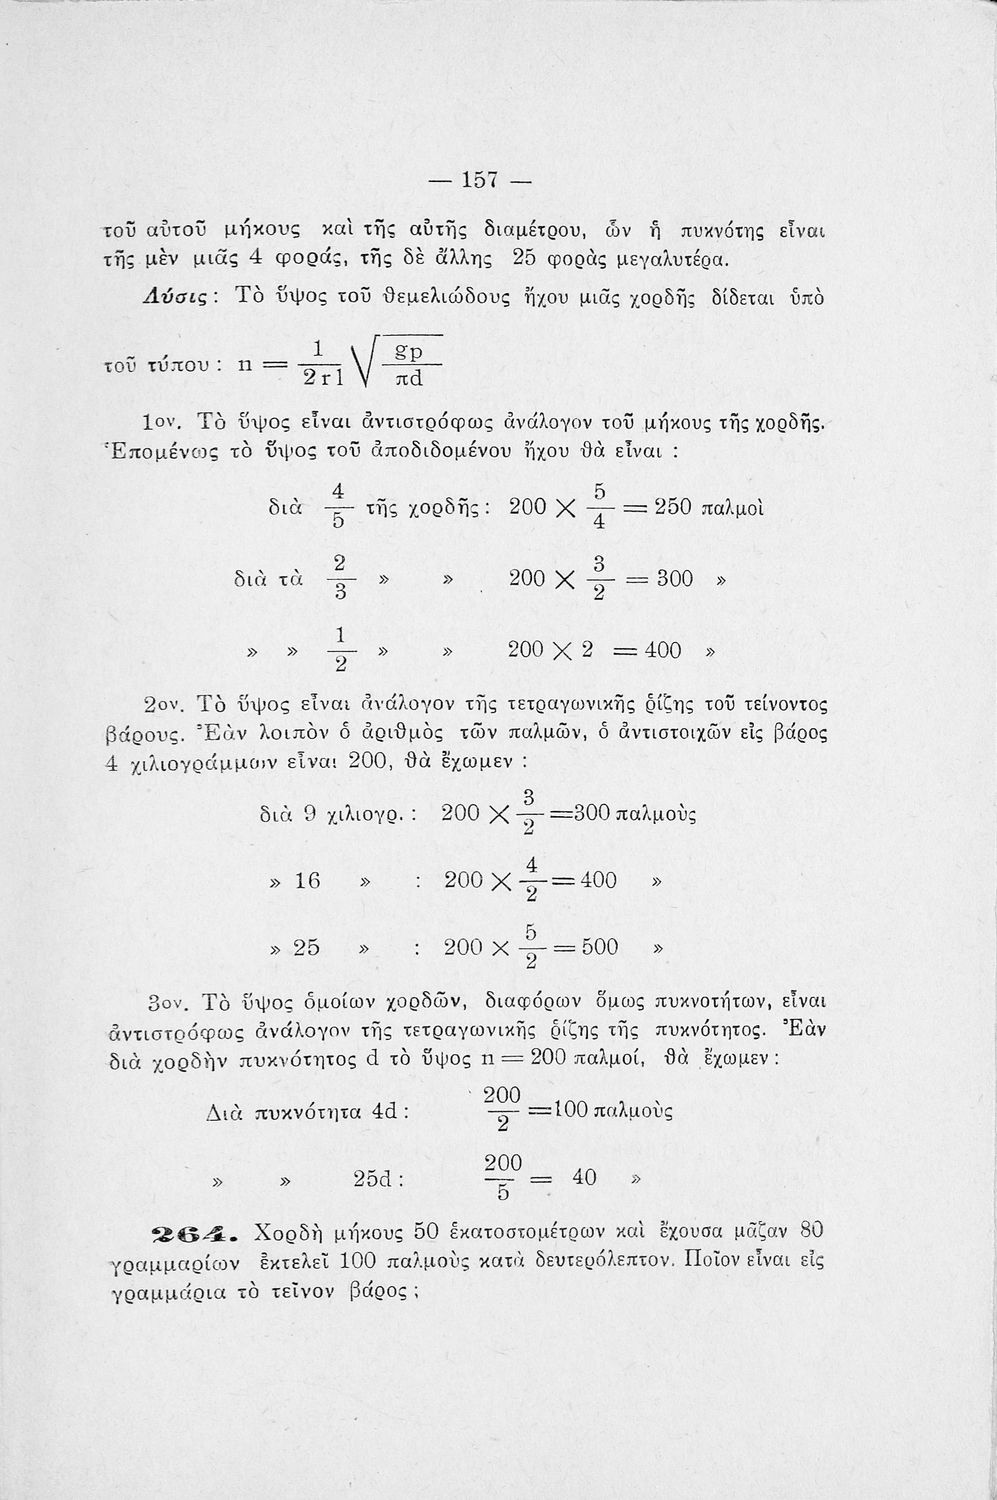 — 157 —
τοῦ αὐτοῦ μήκους καὶ τῆς αὐτῆς διαμέτρου, ὧν ἡ πυκνότης εἶναι
τῆς μὲν μιᾶς 4 φοράς, τῆς δὲ ἄλλης 25 φορὰς μεγαλυτέρα.
Λύσις : Τὸ ὕψος τοῦ θεμελιώδους ἤχου μιᾶς χορδῆς δίδεται ὑπὸ
τοῦ τύπου : n = 1/2rl √gp/πd
1ον. Τὸ ὕψος εἶναι ἀντιστρόφως ἀνάλογον τοῦ μήκους τῆς χορδῆς.
Ἑπομένως τὸ ὕψος τοῦ ἀποδιδομένου ἤχου θὰ εἶναι :
διὰ 4/5 τῆς χορδῆς : 200 X 5/4 = 250 παλμοὶ
διὰ τὰ 2/3 » » 200 X 3/2 = 300 »
» » 1/2 » » 200 X 2 = 400 »
2ον. Τὸ ὕψος εἶναι ἀνάλογον τῆς τετραγωνικῆς ῥίζης τοῦ τείνοντος
βάρους. Ἐὰν λοιπὸν ὁ ἀριθμὸς τῶν παλμῶν, ὁ ἀντιστοιχῶν εἰς βάρος
4 χιλιογράμμων εἶναι 200, θὰ ἔχωμεν :
διὰ 9 χιλιογρ. : 200 X 3/2 =300 παλμοὺς
» 16 » : 200 X 4/2 = 400 »
» 25 » : 200 X 5/2 = 500 »
3ον. Τὸ ὕψος ὁμοίων χορδῶν, διαφόρων ὅμως πυκνοτήτων, εἶναι
ἀντιστρόφως ἀνάλογον τῆς τετραγωνικῆς ῥίζης τῆς πυκνότητος. Ἐὰν
διὰ χορδὴν πυκνότητος d τὸ ὕψος n = 200 παλμοί, θὰ ἔχωμεν :
Διὰ πυκνότητα 4d : 200/2 =100 παλμοὺς
» » 25d : 200/5 = 40 »
264. Χορδὴ μήκους 50 ἑκατοστομέτρων καὶ ἔχουσα μᾶζαν 80
γραμμαρίων ἐκτελεῖ 100 παλμοὺς κατὰ δευτερόλεπτον. Ποῖον εἶναι εἰς
γραμμάρια τὸ τεῖνον βάρος ;